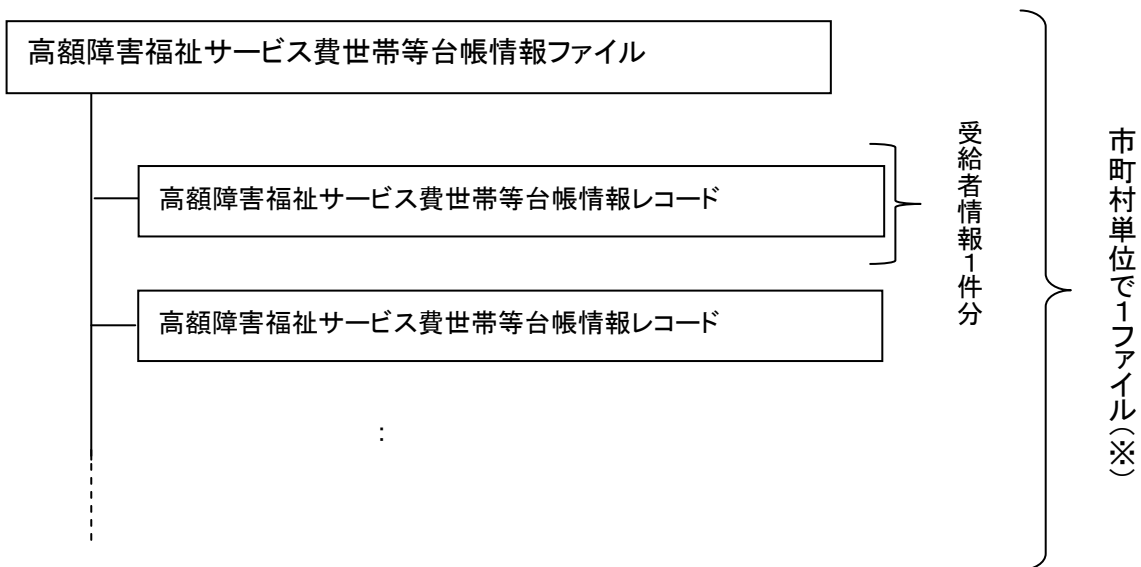 高額障害福祉サービス費世帯等台帳情報ファイル
高額障害福祉サービス費世帯等台帳情報レコード
高額障害福祉サービス費世帯等台帳情報レコード
:
受給者情報1件分
市町村単位で1ファイル(※)